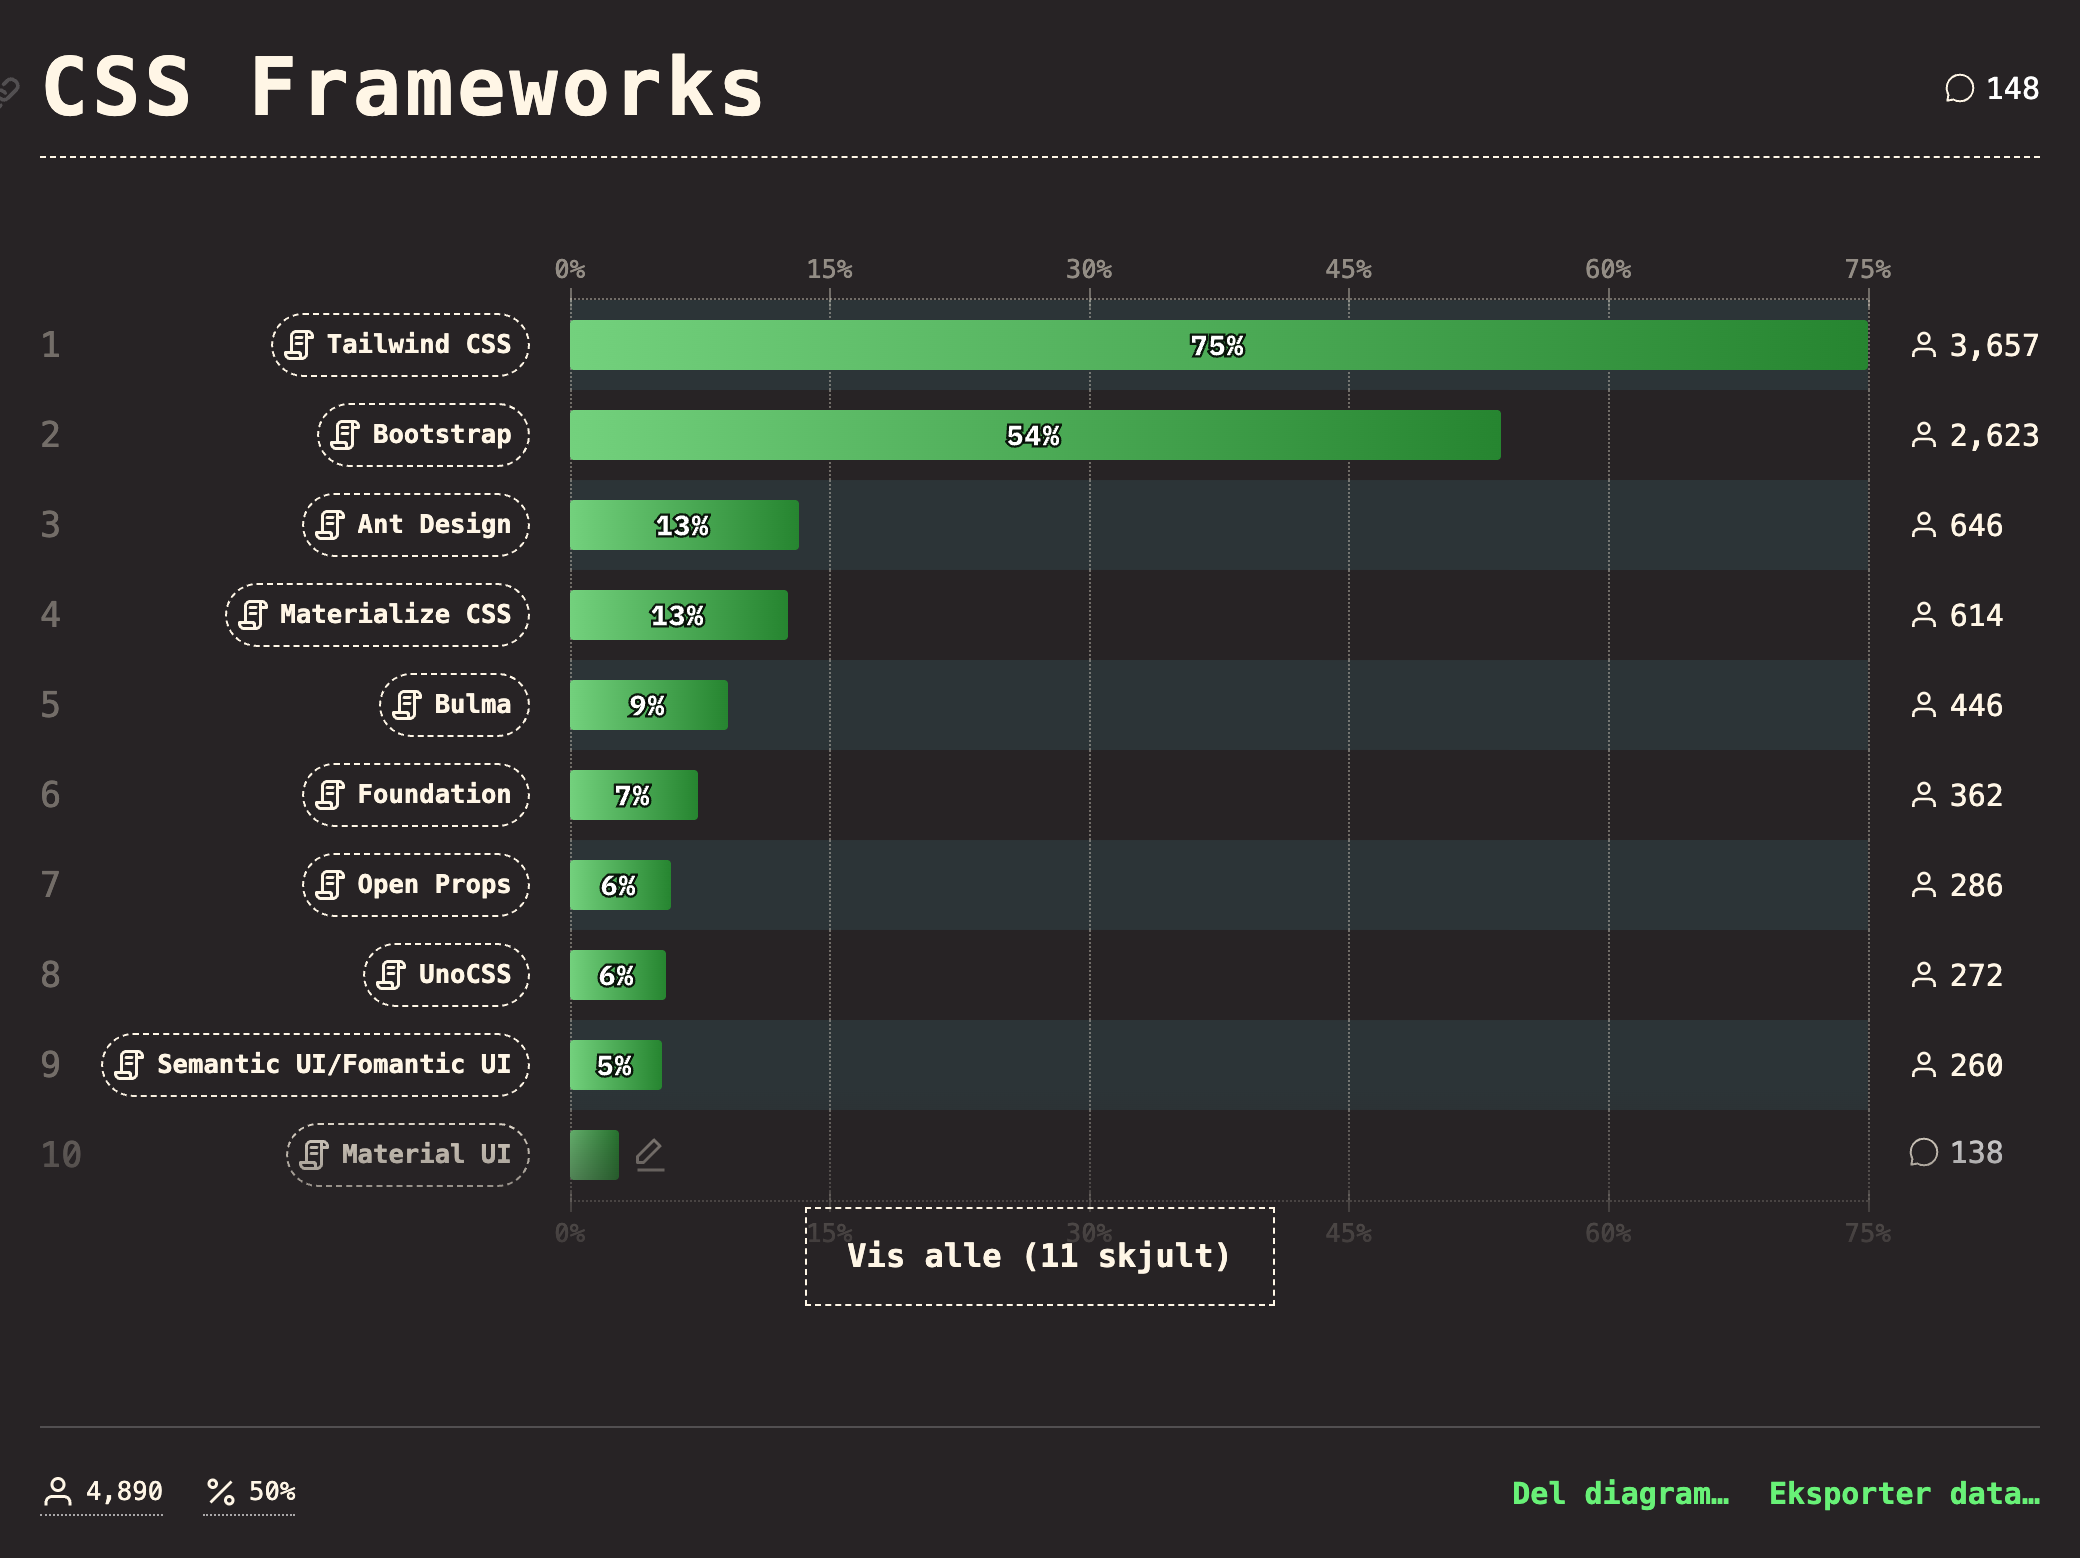 CSS Frameworks
148
0% 15% 30% 45% 60% 75%
1 Tailwind CSS 75% 3,657
2 Bootstrap 54% 2,623
3 Ant Design 13% 646
4 Materialize CSS 13% 614
5 Bulma 9% 446
6 Foundation 7% 362
7 Open Props 6% 286
8 UnoCSS 6% 272
9 Semantic UI/Fomantic UI 5% 260
10 Material UI 138
0% 15% 30% 45% 60% 75%
Vis alle (11 skjult)
4,890 50% Del diagram… Eksporter data…